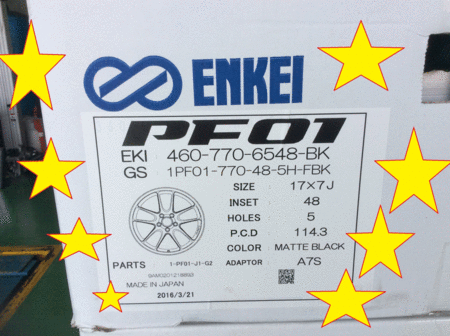 ENKEI
PF01
EKI 460-770-6548-BK
GS 1PF01-770-48-5H-FBK
SIZE 17×7J
INSET 48
HOLES 5
P.C.D 114.3
COLOR MATTE BLACK
PARTS 1-PF01-J1-G2 ADAPTOR A7S
MADE IN JAPAN
2016/3/21